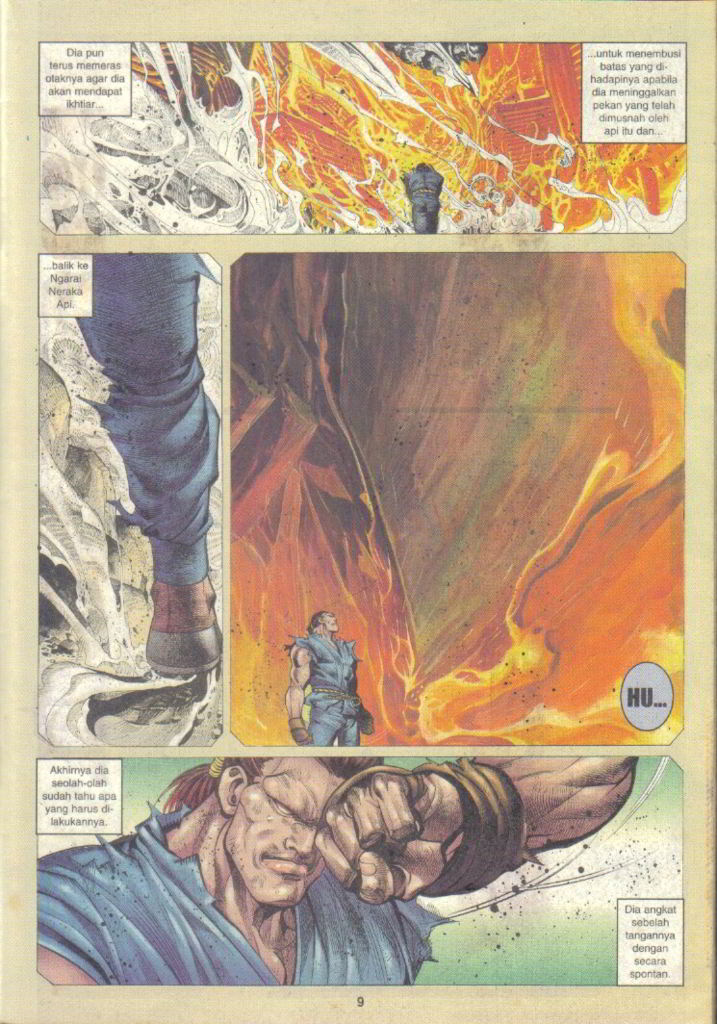 Dia pun
terus memeras
otaknya agar dia
akan mendapat
ikhtiar...
...untuk menembusi
batas yang di-
hadapinya apabila
dia meninggalkan
pekan yang telah
dimusnah oleh
api itu dan...
...balik ke
Ngarai
Neraka
Api.
HU...
Akhirnya dia
seolah-olah
sudah tahu apa
yang harus di-
lakukannya.
Dia angkat
sebelah
tangannya
dengan
secara
spontan.
9